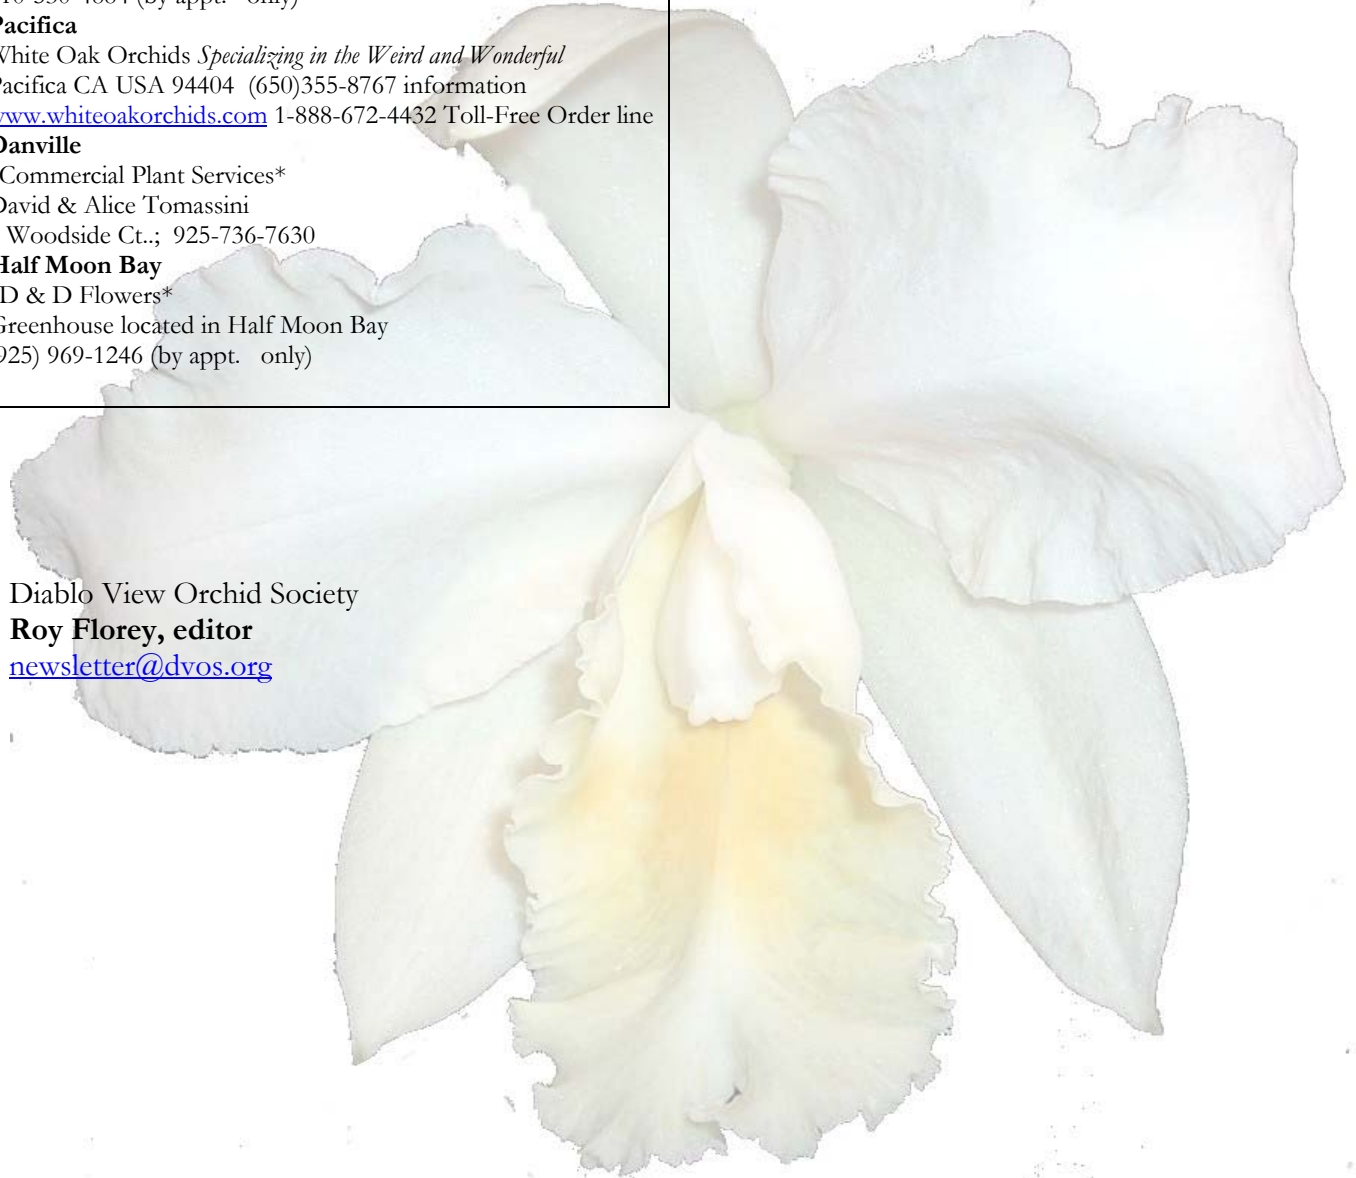 (by appt. only)
Pacifica
White Oak Orchids Specializing in the Weird and Wonderful
Pacifica CA USA 94404 (650)355-8767 information
www.whiteoakorchids.com 1-888-672-4432 Toll-Free Order line
Danville
Commercial Plant Services*
David & Alice Tomassini
Woodside Ct..; 925-736-7630
Half Moon Bay
D & D Flowers*
Greenhouse located in Half Moon Bay
(925) 969-1246 (by appt. only)
Diablo View Orchid Society
Roy Florey, editor
newsletter@dvos.org